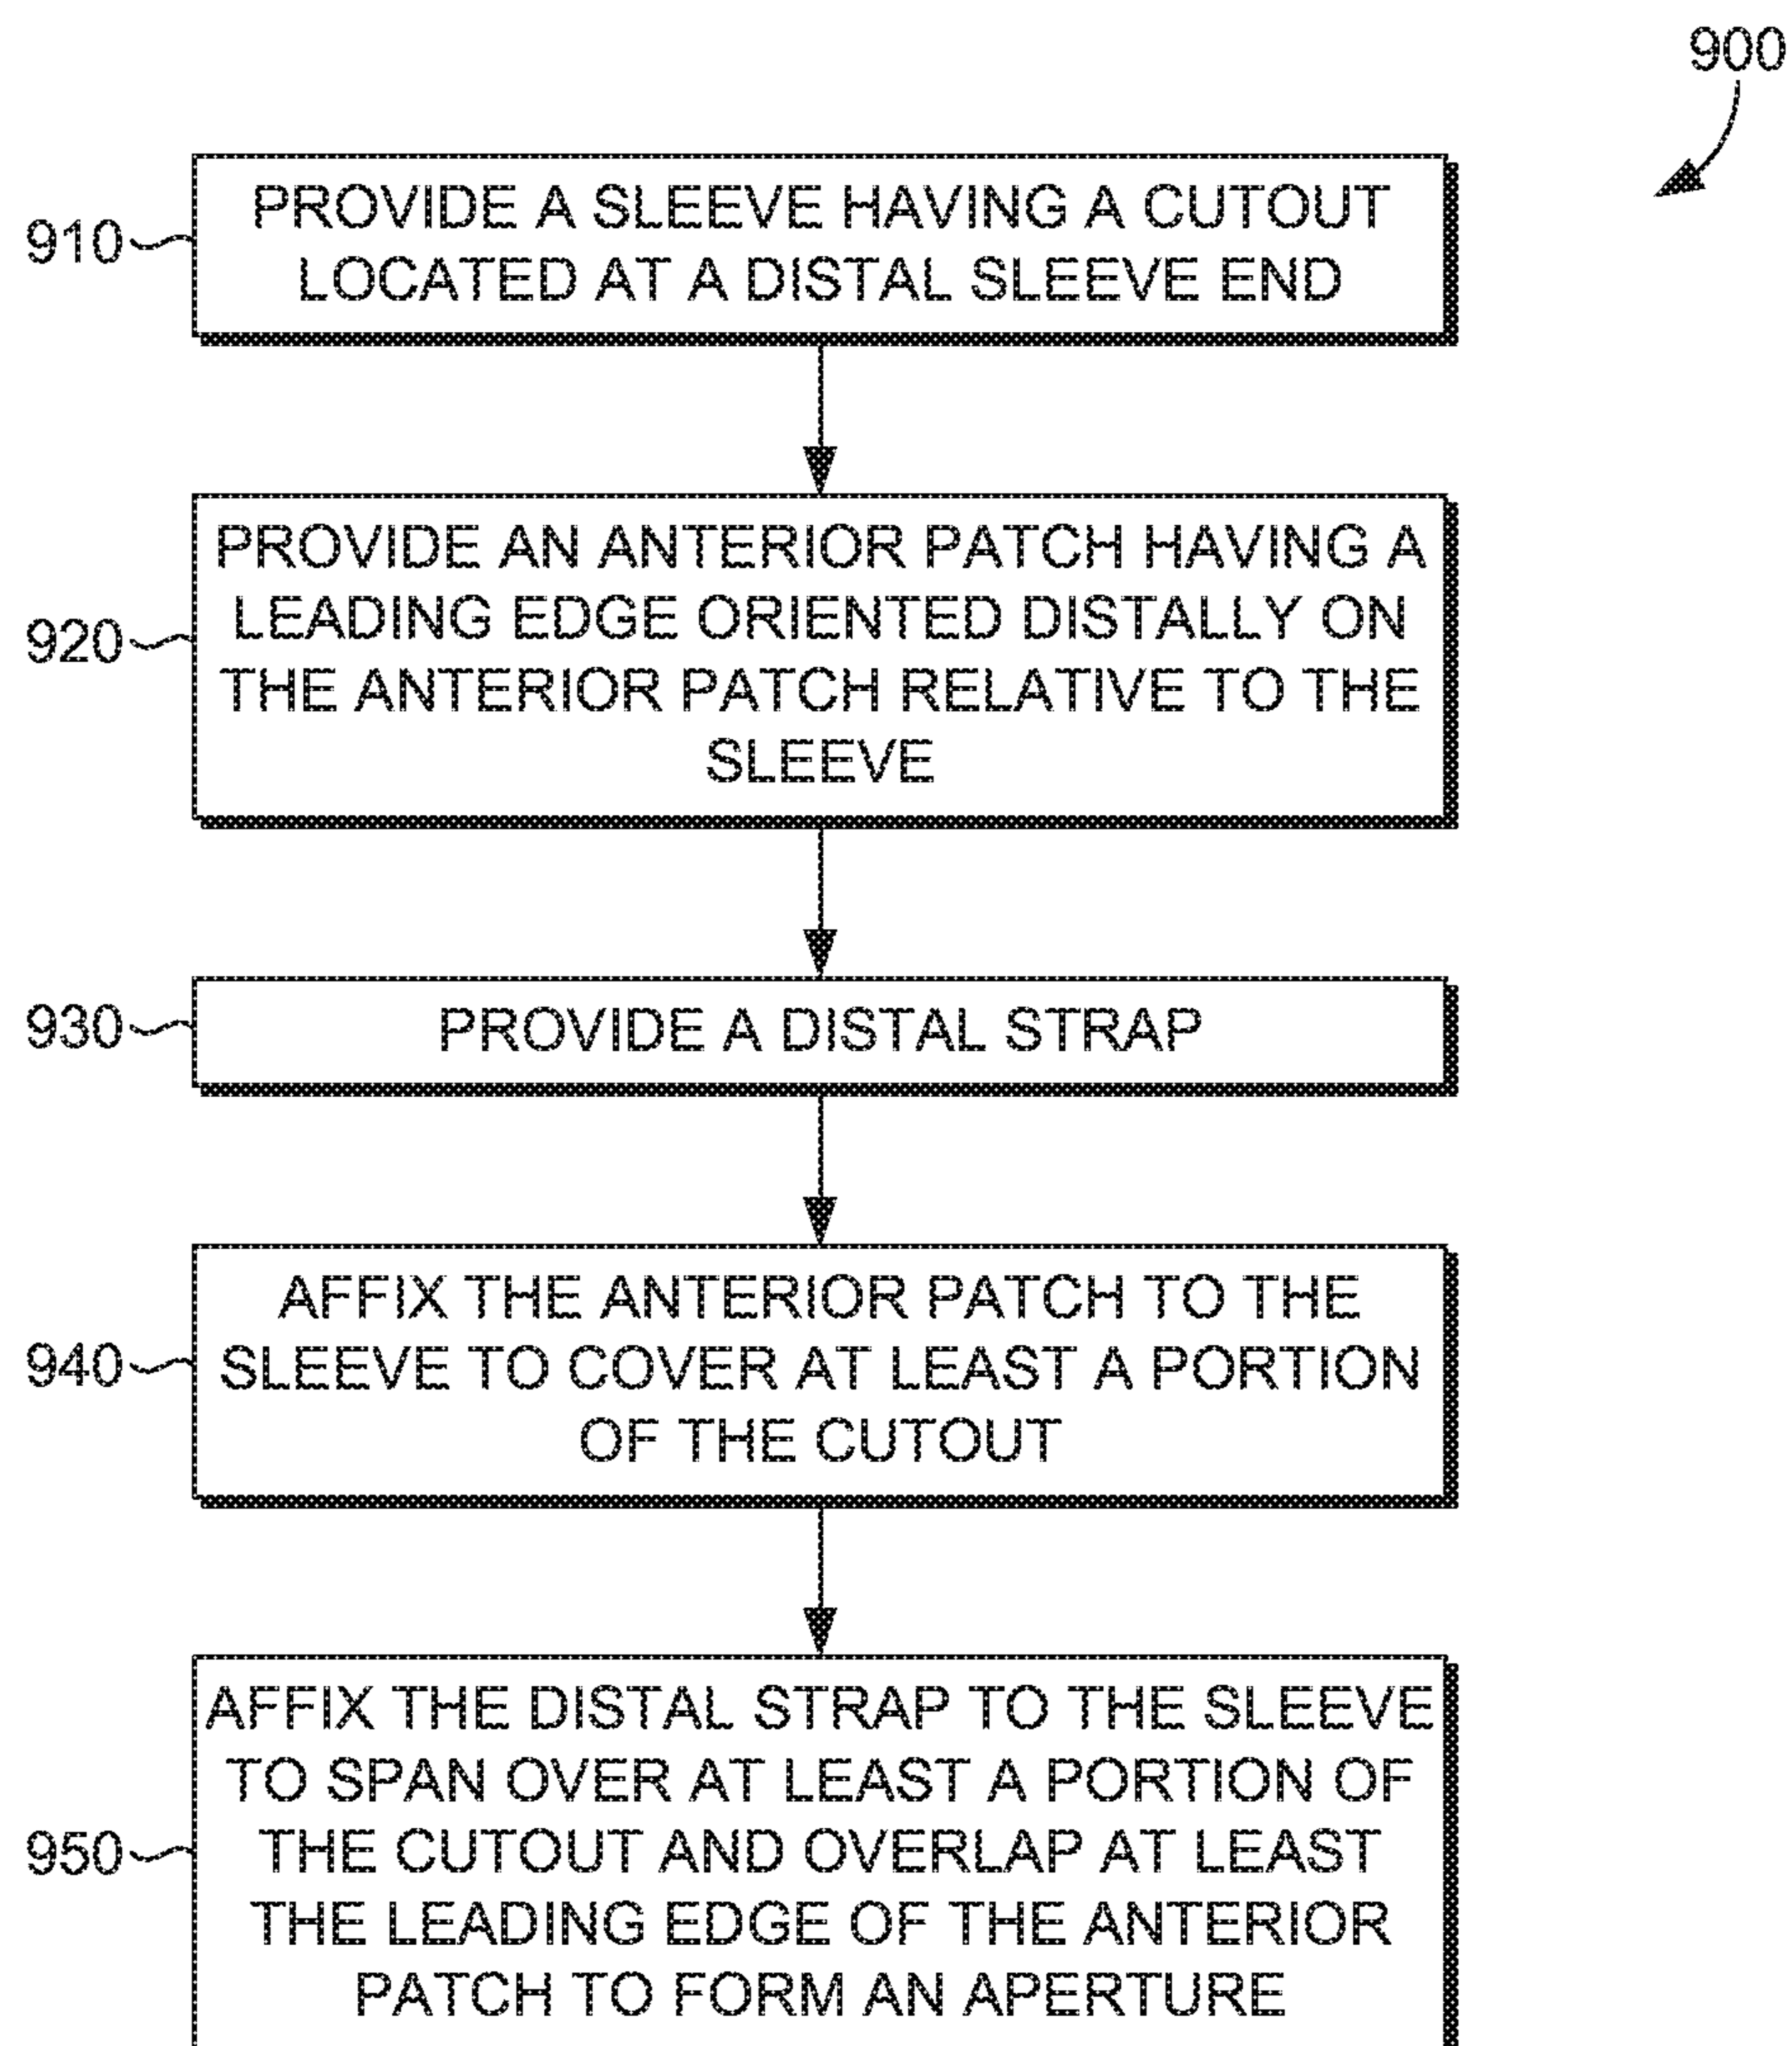 900
910
PROVIDE A SLEEVE HAVING A CUTOUT
LOCATED AT A DISTAL SLEEVE END
920
PROVIDE AN ANTERIOR PATCH HAVING A
LEADING EDGE ORIENTED DISTALLY ON
THE ANTERIOR PATCH RELATIVE TO THE
SLEEVE
930
PROVIDE A DISTAL STRAP
940
AFFIX THE ANTERIOR PATCH TO THE
SLEEVE TO COVER AT LEAST A PORTION
OF THE CUTOUT
950
AFFIX THE DISTAL STRAP TO THE SLEEVE
TO SPAN OVER AT LEAST A PORTION OF
THE CUTOUT AND OVERLAP AT LEAST
THE LEADING EDGE OF THE ANTERIOR
PATCH TO FORM AN APERTURE